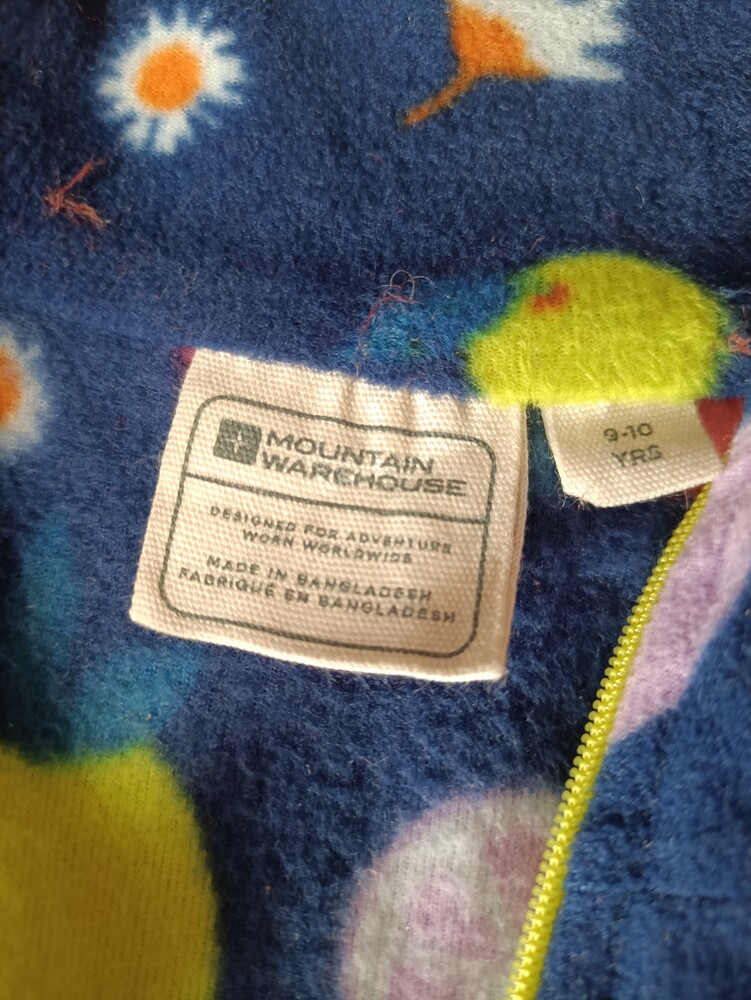 MOUNTAIN
WAREHOUSE
DESIGNED FOR ADVENTURE
WORN WORLDWIDE
MADE IN BANGLADESH
FABRIQUÉ EN BANGLADESH
9-10
YRS